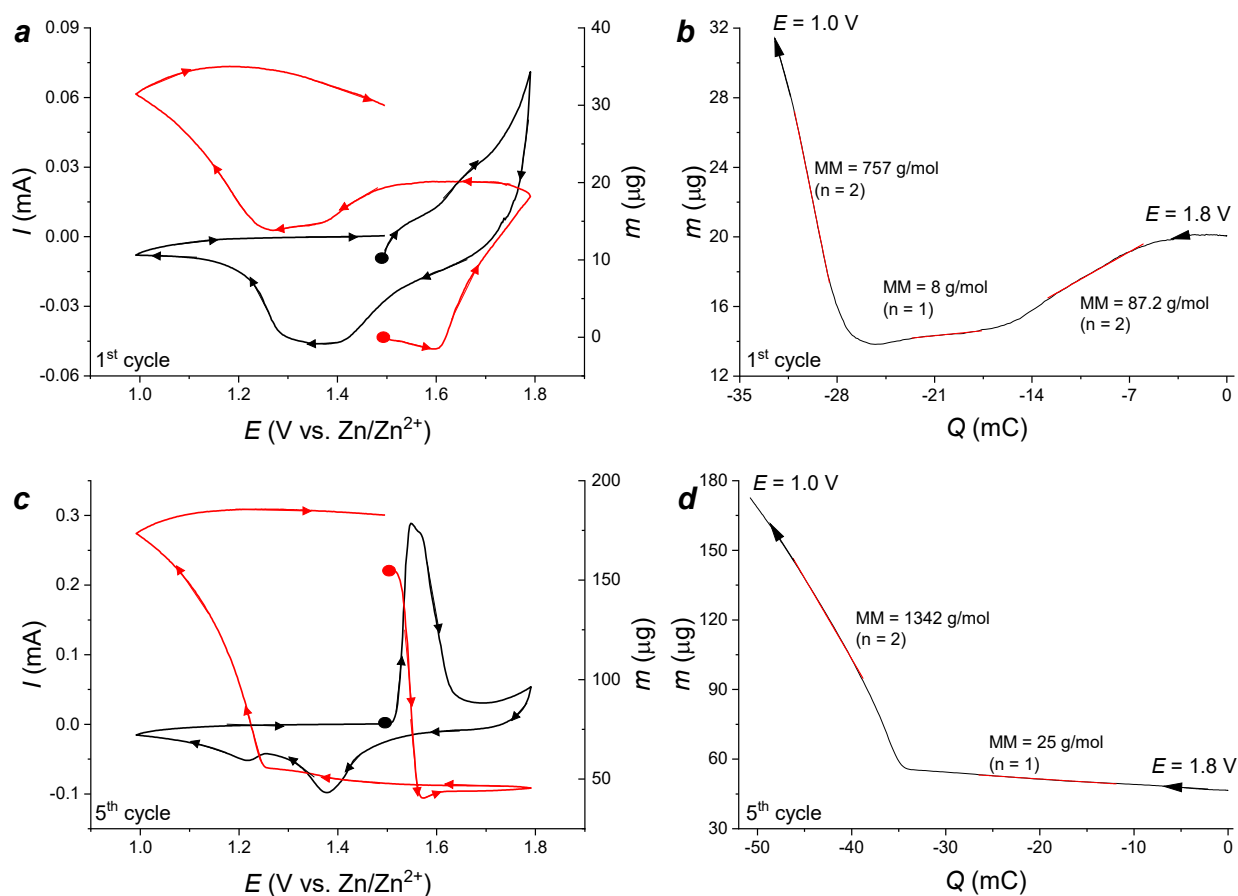 a
0.09
0.06
0.03
0.00
-0.03
-0.06
I (mA)
40
30
20
10
0
m (μg)
1st cycle
1.0 1.2 1.4 1.6 1.8
E (V vs. Zn/Zn2+)
b
E = 1.0 V
32
28
24
20
16
12
m (μg)
MM = 757 g/mol
(n = 2)
E = 1.8 V
MM = 8 g/mol
(n = 1)
MM = 87.2 g/mol
(n = 2)
1st cycle
-35 -28 -21 -14 -7 0
Q (mC)
c
0.3
0.2
0.1
0.0
-0.1
I (mA)
200
150
100
50
m (μg)
5th cycle
1.0 1.2 1.4 1.6 1.8
E (V vs. Zn/Zn2+)
d
180
150
120
90
60
30
m (μg)
E = 1.0 V
MM = 1342 g/mol
(n = 2)
MM = 25 g/mol
(n = 1)
E = 1.8 V
5th cycle
-50 -40 -30 -20 -10 0
Q (mC)